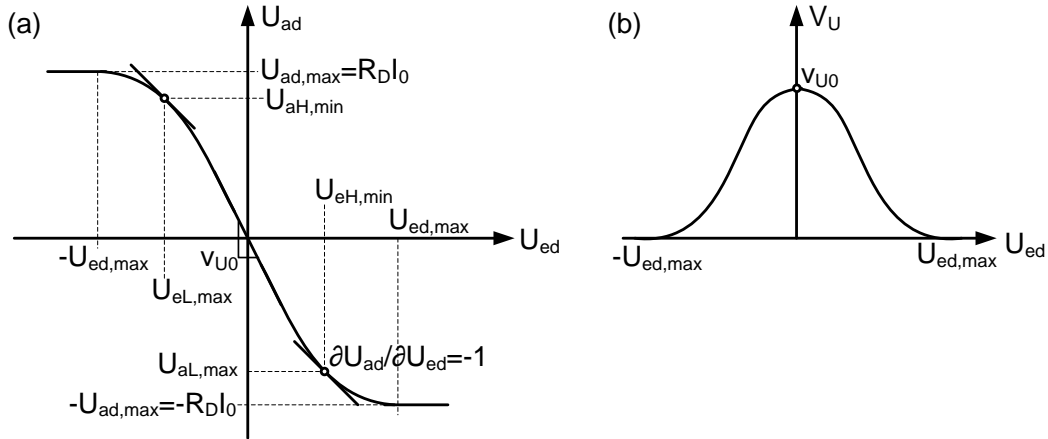 (a)
U_ad
U_ad,max=R_DI_0
U_aH,min
U_eH,min
U_ed,max
U_ed
-U_ed,max
v_U0
U_eL,max
U_aL,max
∂U_ad/∂U_ed=-1
-U_ad,max=-R_DI_0
(b)
V_U
v_U0
-U_ed,max
U_ed,max
U_ed